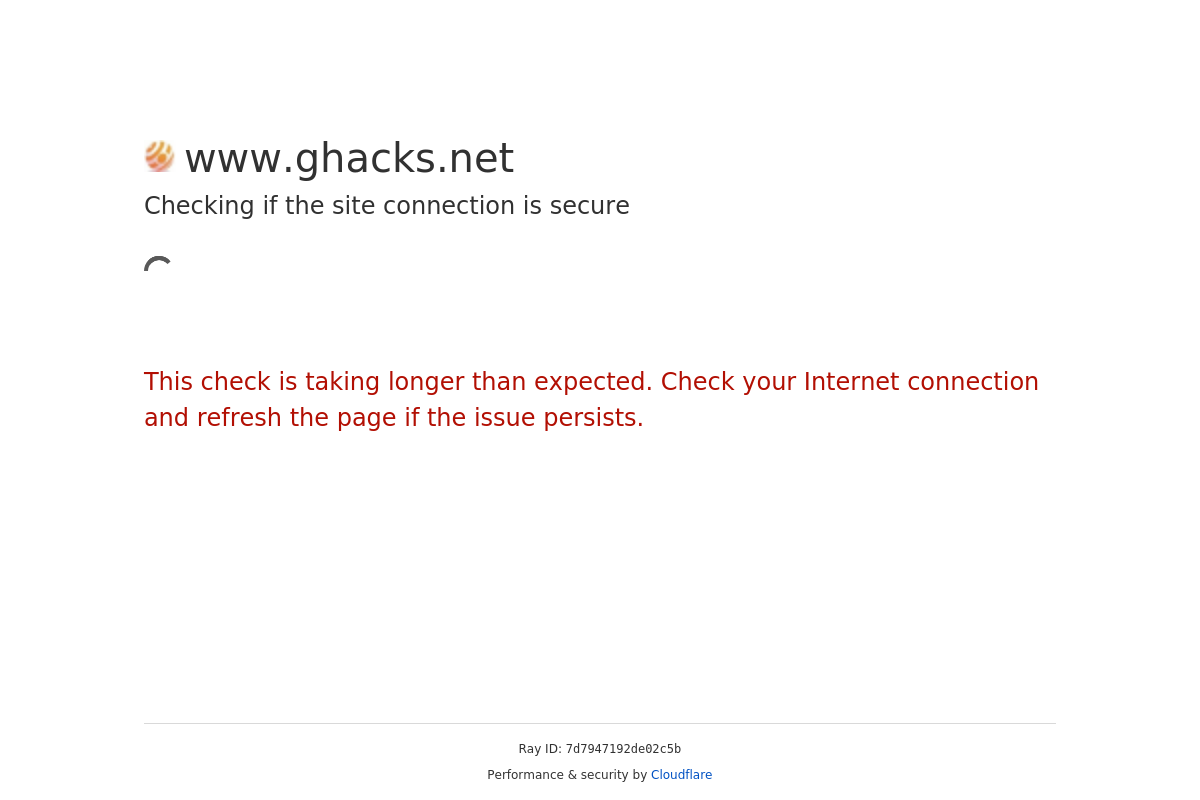 www.ghacks.net
Checking if the site connection is secure
This check is taking longer than expected. Check your Internet connection
and refresh the page if the issue persists.
Ray ID: 7d7947192de02c5b
Performance & security by Cloudflare